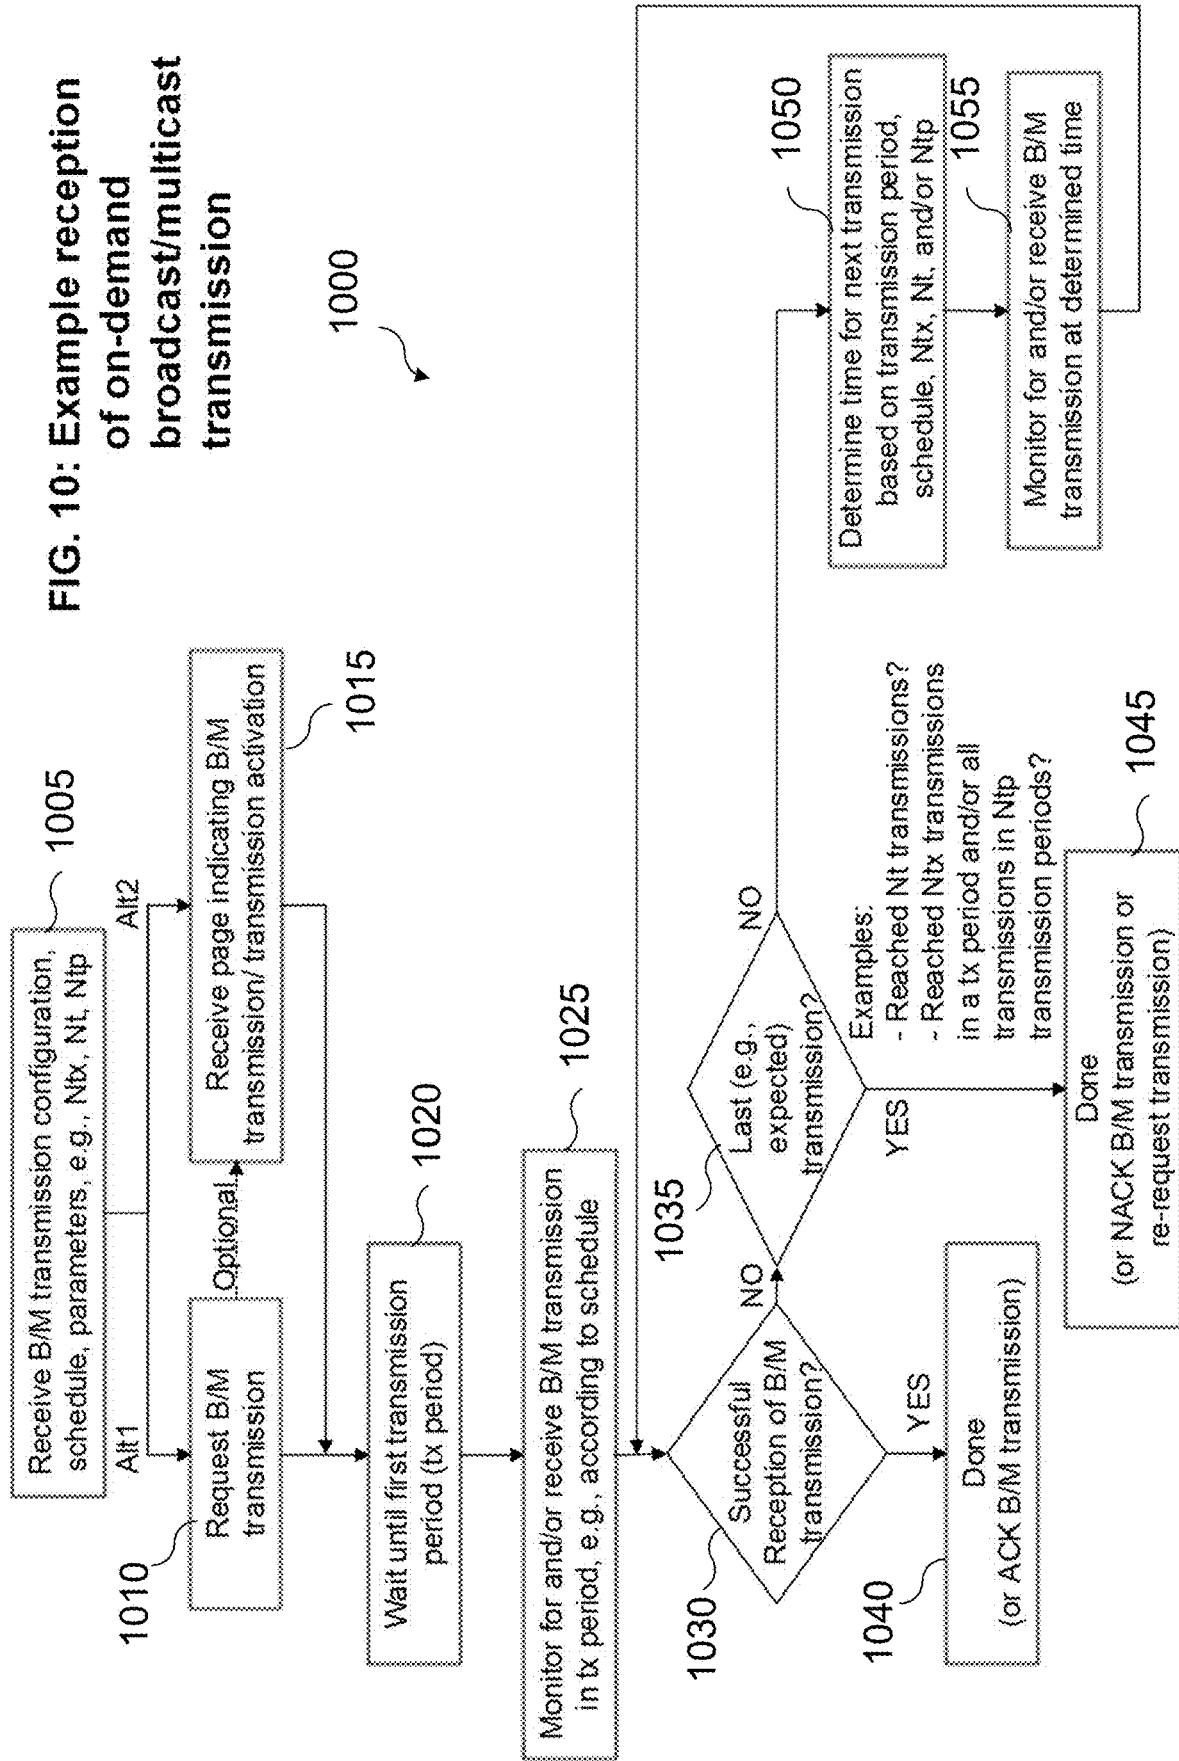 FIG. 10: Example reception
of on-demand
broadcast/multicast
transmission
1000
1005
Receive B/M transmission configuration,
schedule, parameters, e.g., Ntx, Nt, Ntp
Alt1
Alt2
1010
Request B/M
transmission
Optional
Receive page indicating B/M
transmission/ transmission activation
1015
1020
Wait until first transmission
period (tx period)
1025
Monitor for and/or receive B/M transmission
in tx period, e.g., according to schedule
1030
Successful
Reception of B/M
transmission?
NO
YES
1035
Last (e.g.,
expected)
transmission?
NO
YES
Examples:
- Reached Nt transmissions?
- Reached Ntx transmissions
in a tx period and/or all
transmissions in Ntp
transmission periods?
1040
Done
(or ACK B/M transmission)
1045
Done
(or NACK B/M transmission or
re-request transmission)
1050
Determine time for next transmission
based on transmission period,
schedule, Ntx, Nt, and/or Ntp
1055
Monitor for and/or receive B/M
transmission at determined time